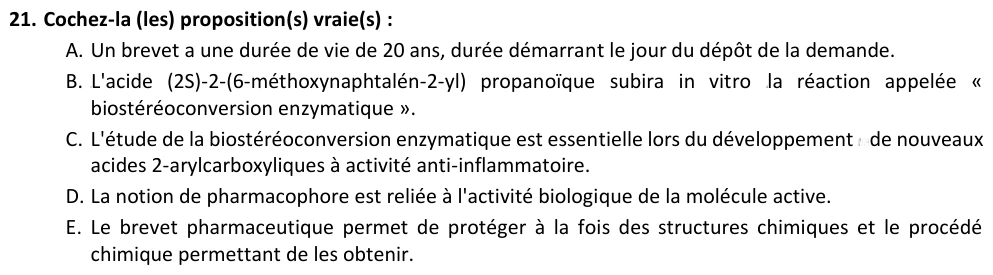 21. Cochez-la (les) proposition(s) vraie(s) :
A. Un brevet a une durée de vie de 20 ans, durée démarrant le jour du dépôt de la demande.
B. L'acide (2S)-2-(6-méthoxynaphtalén-2-yl) propanoïque subira in vitro la réaction appelée «
biostéréoconversion enzymatique ».
C. L'étude de la biostéréoconversion enzymatique est essentielle lors du développement de nouveaux
acides 2-arylcarboxyliques à activité anti-inflammatoire.
D. La notion de pharmacophore est reliée à l'activité biologique de la molécule active.
E. Le brevet pharmaceutique permet de protéger à la fois des structures chimiques et le procédé
chimique permettant de les obtenir.